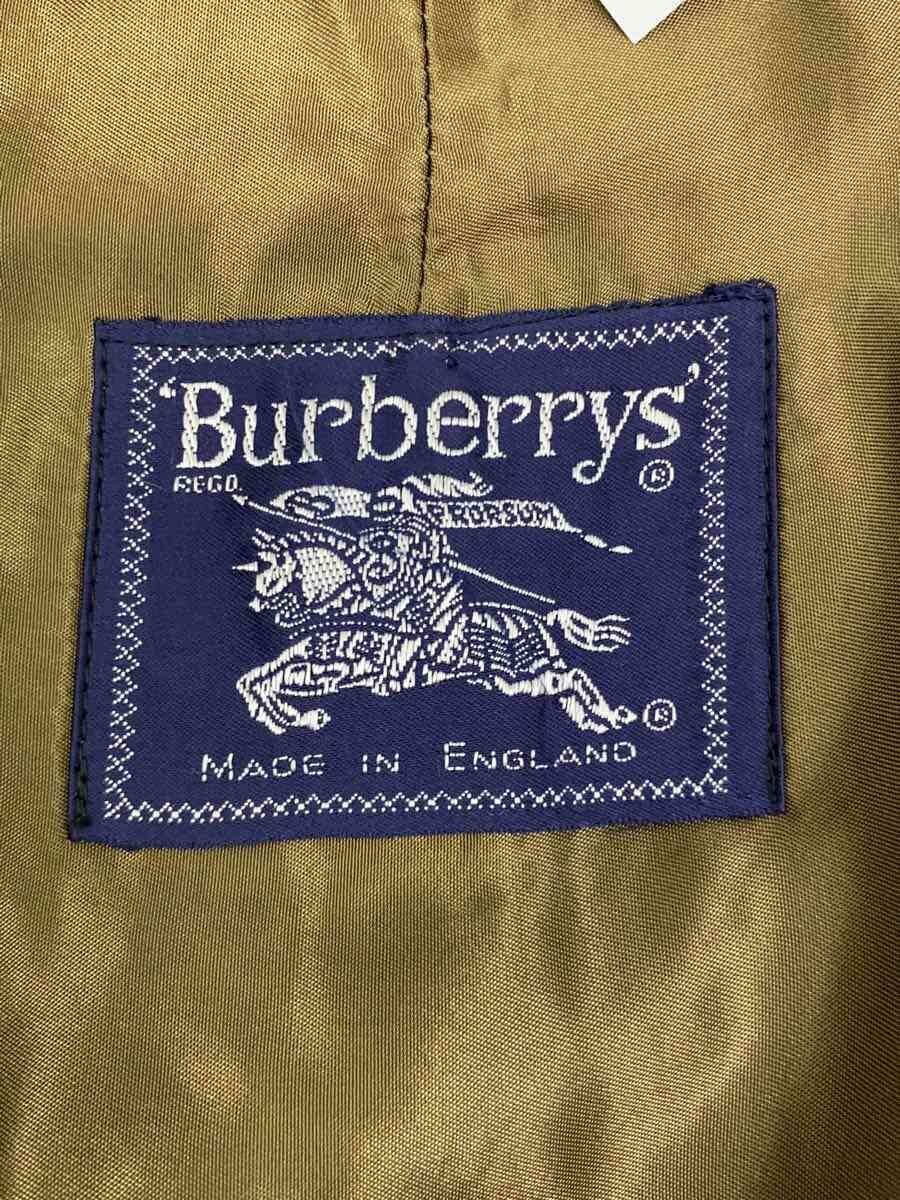 'Burberrys'
REGD. ®
PRORSUM
®
MADE IN ENGLAND